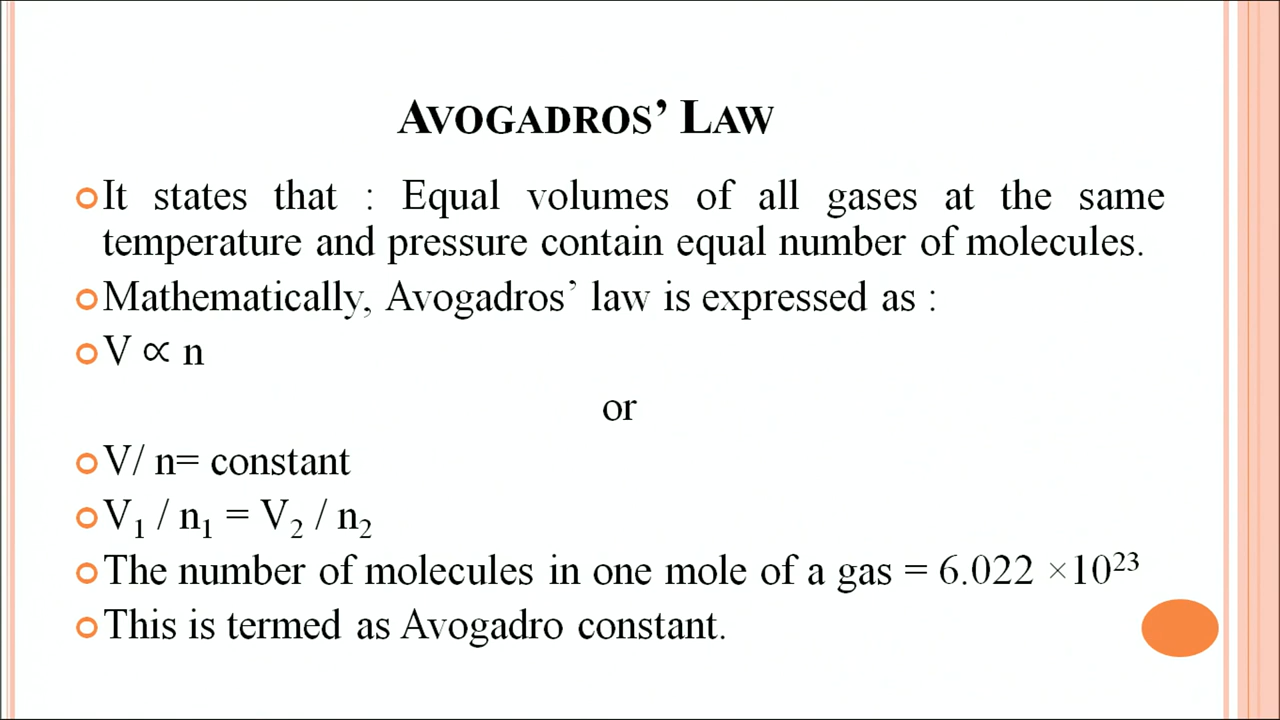 AVOGADROS’ LAW
It states that : Equal volumes of all gases at the same
temperature and pressure contain equal number of molecules.
Mathematically, Avogadros’ law is expressed as :
V ∝ n
or
V/ n= constant
V₁ / n₁ = V₂ / n₂
The number of molecules in one mole of a gas = 6.022 ×10²³
This is termed as Avogadro constant.